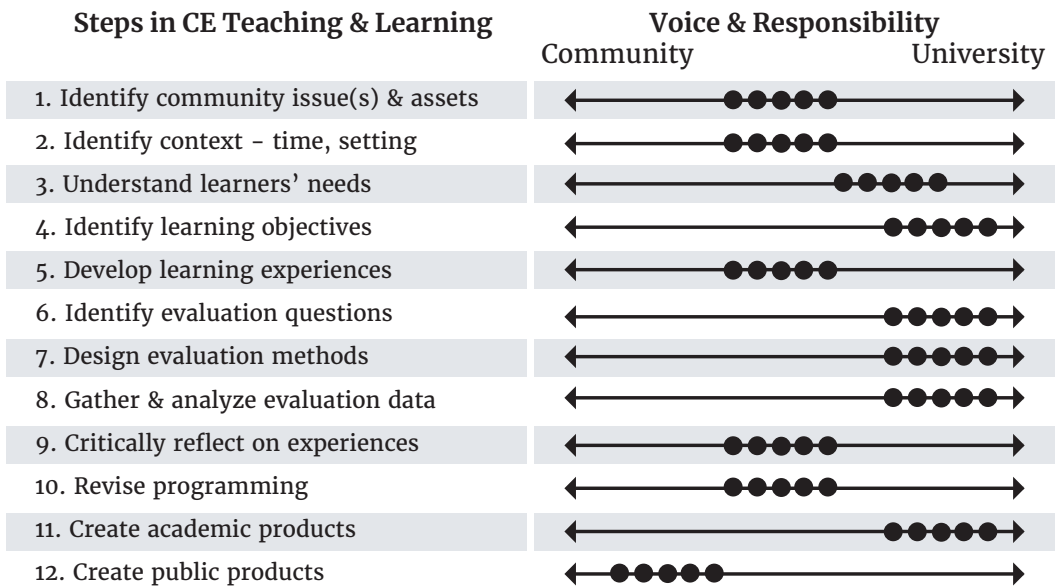 Steps in CE Teaching & Learning
Voice & Responsibility
Community
University
1. Identify community issue(s) & assets
2. Identify context - time, setting
3. Understand learners' needs
4. Identify learning objectives
5. Develop learning experiences
6. Identify evaluation questions
7. Design evaluation methods
8. Gather & analyze evaluation data
9. Critically reflect on experiences
10. Revise programming
11. Create academic products
12. Create public products